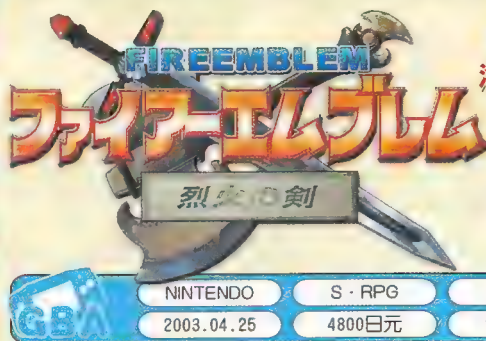 FIREEMBLEM
ファイアーエムブレム
烈火の剣
GBA
NINTENDO
S・RPG
2003.04.25
4800日元